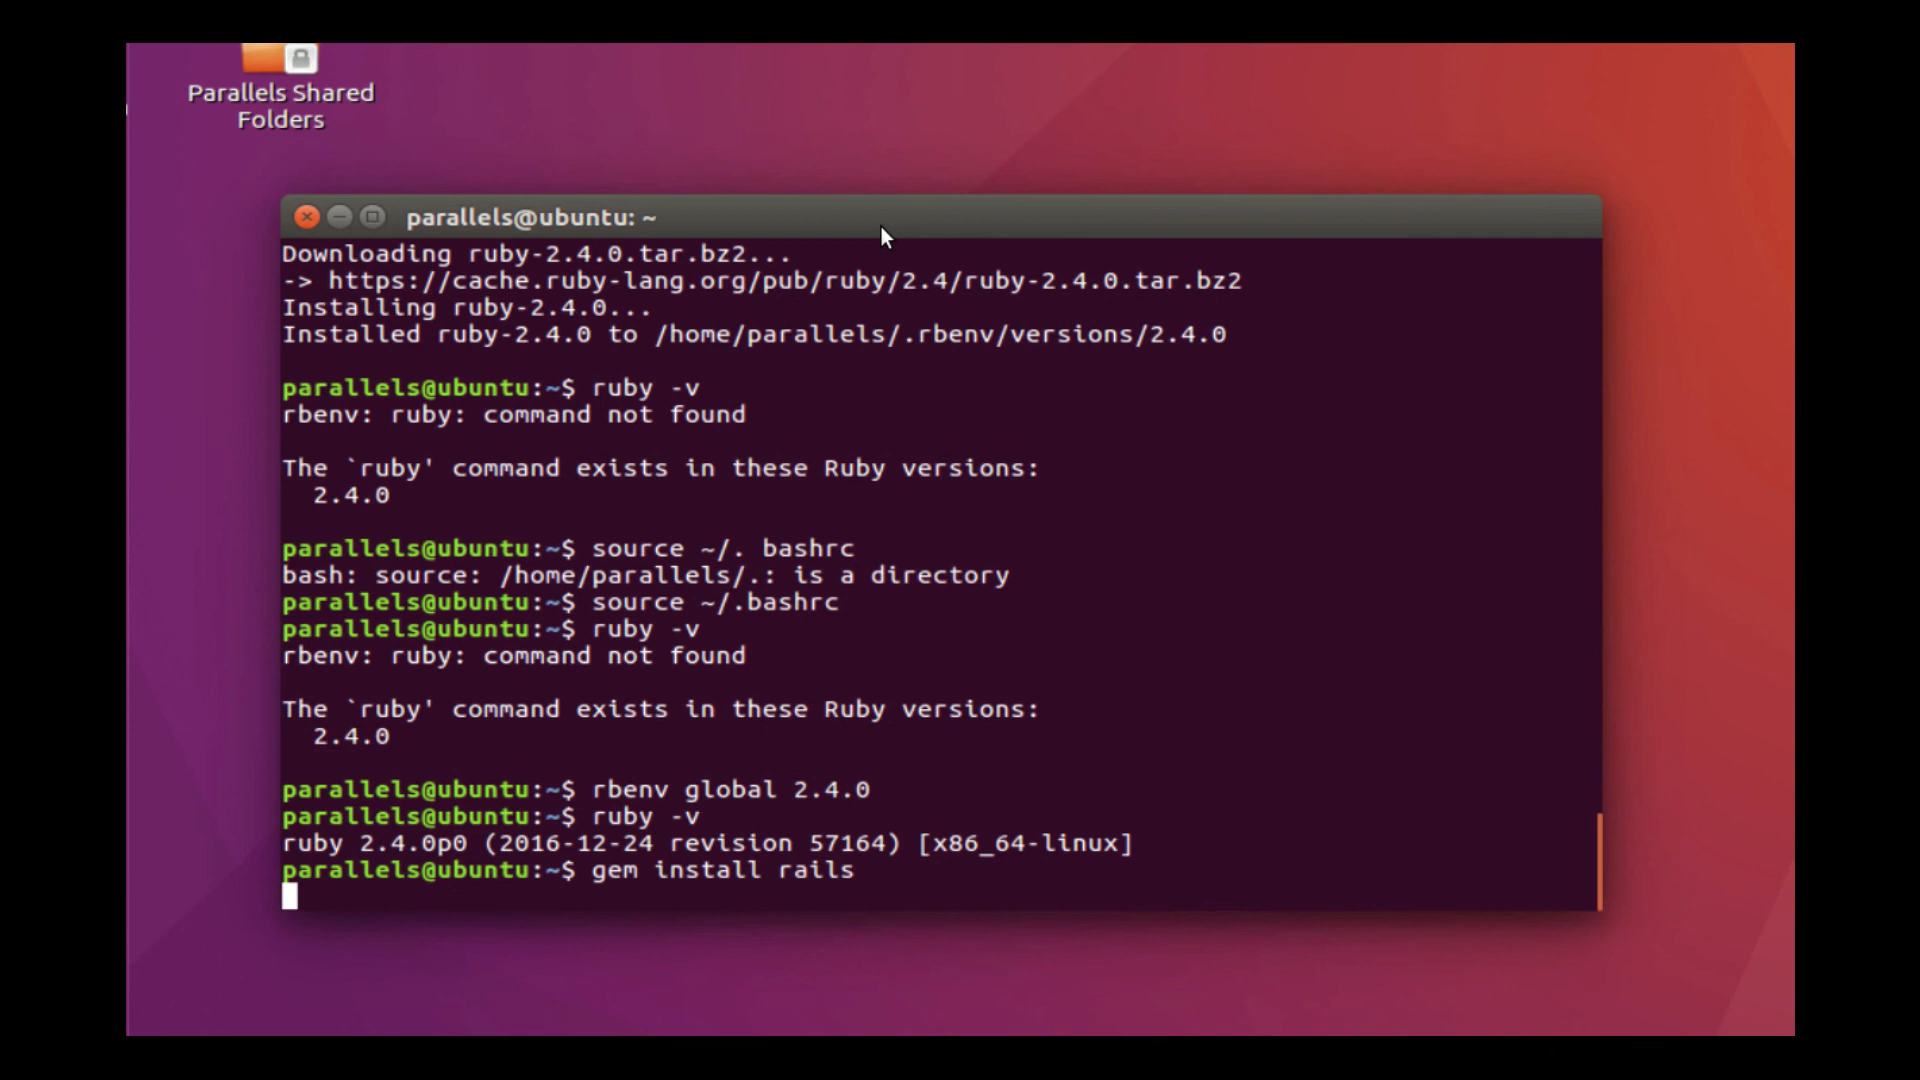 Parallels Shared
Folders
parallels@ubuntu: ~
Downloading ruby-2.4.0.tar.bz2...
-> https://cache.ruby-lang.org/pub/ruby/2.4/ruby-2.4.0.tar.bz2
Installing ruby-2.4.0...
Installed ruby-2.4.0 to /home/parallels/.rbenv/versions/2.4.0
parallels@ubuntu:~$ ruby -v
rbenv: ruby: command not found
The `ruby' command exists in these Ruby versions:
2.4.0
parallels@ubuntu:~$ source ~/. bashrc
bash: source: /home/parallels/.: is a directory
parallels@ubuntu:~$ source ~/.bashrc
parallels@ubuntu:~$ ruby -v
rbenv: ruby: command not found
The `ruby' command exists in these Ruby versions:
2.4.0
parallels@ubuntu:~$ rbenv global 2.4.0
parallels@ubuntu:~$ ruby -v
ruby 2.4.0p0 (2016-12-24 revision 57164) [x86_64-linux]
parallels@ubuntu:~$ gem install rails